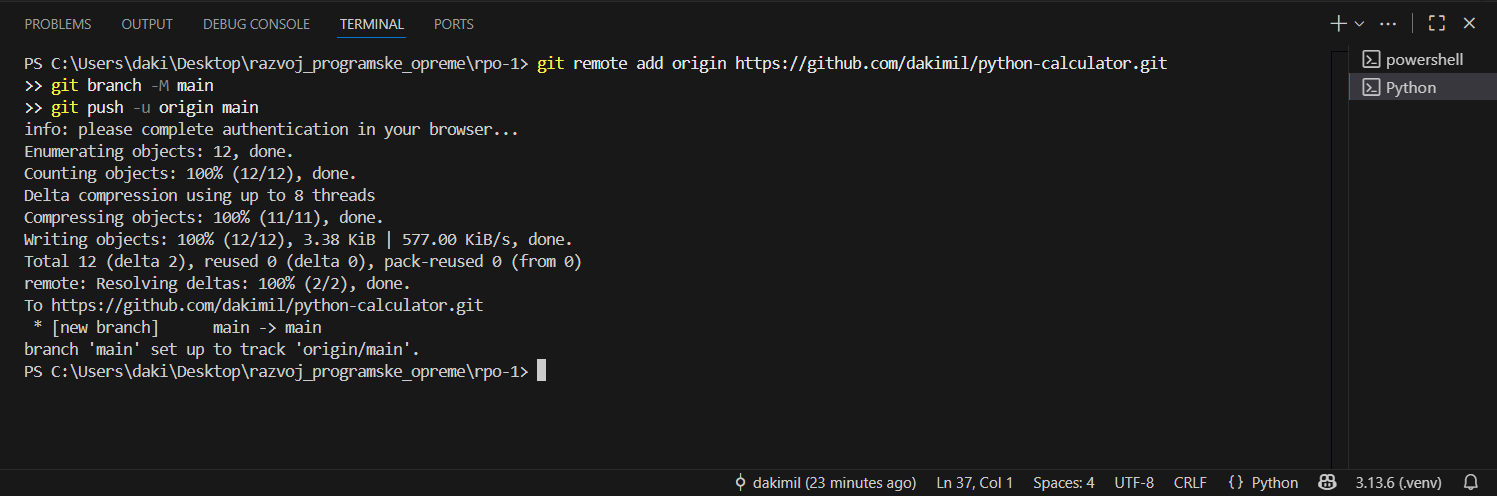 PROBLEMS OUTPUT DEBUG CONSOLE TERMINAL PORTS
PS C:\Users\daki\Desktop\razvoj_programske_opreme\rpo-1> git remote add origin https://github.com/dakimil/python-calculator.git
>> git branch -M main
>> git push -u origin main
info: please complete authentication in your browser...
Enumerating objects: 12, done.
Counting objects: 100% (12/12), done.
Delta compression using up to 8 threads
Compressing objects: 100% (11/11), done.
Writing objects: 100% (12/12), 3.38 KiB | 577.00 KiB/s, done.
Total 12 (delta 2), reused 0 (delta 0), pack-reused 0 (from 0)
remote: Resolving deltas: 100% (2/2), done.
To https://github.com/dakimil/python-calculator.git
 * [new branch]      main -> main
branch 'main' set up to track 'origin/main'.
PS C:\Users\daki\Desktop\razvoj_programske_opreme\rpo-1>
powershell
Python
dakimil (23 minutes ago) Ln 37, Col 1 Spaces: 4 UTF-8 CRLF {} Python 3.13.6 (.venv)